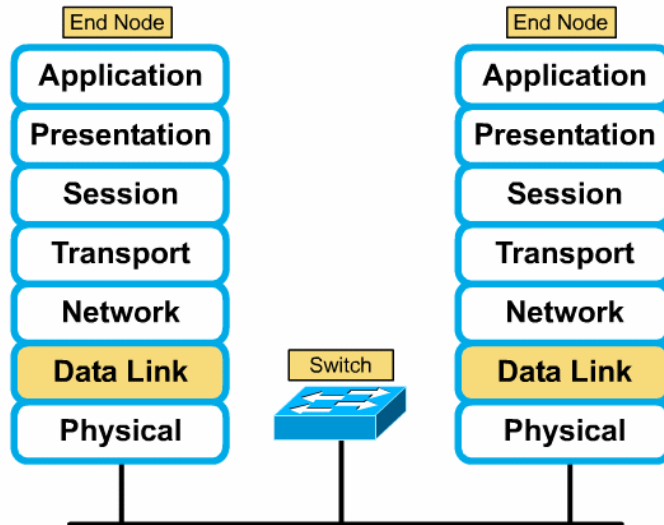 End Node
Application
Presentation
Session
Transport
Network
Data Link
Physical
Switch
End Node
Application
Presentation
Session
Transport
Network
Data Link
Physical